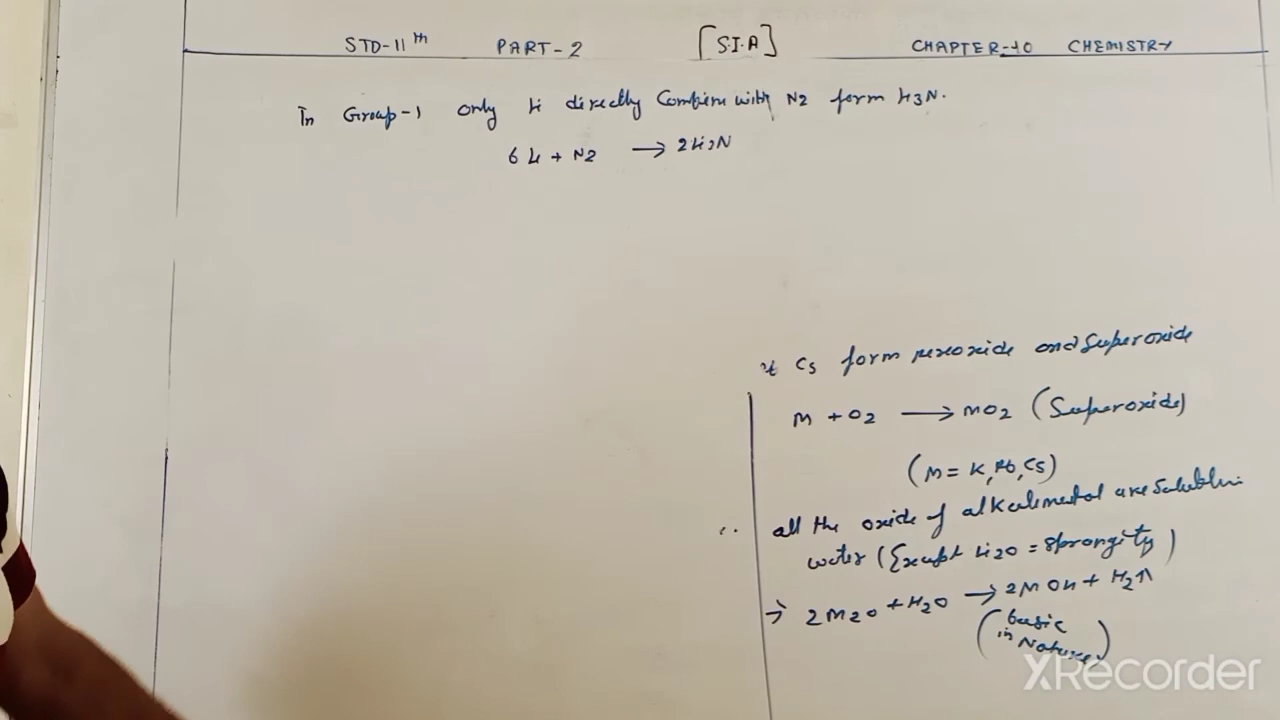 STD-11th PART-2 [S.I.A] CHAPTER-10 CHEMISTRY
In Group-1 only Li directly Combine with N2 form Li3N.
6 Li + N2 → 2Li3N
Cs form peroxide and Superoxide
M + O2 → MO2 (Superoxide)
(M = K, Rb, Cs)
∴ all the oxide of alkalimetal are Soluble in
water (Except Li2O = sparingity)
→ 2M2O + H2O → 2MOH + H2↑
(basic
in Nature)
XRecorder